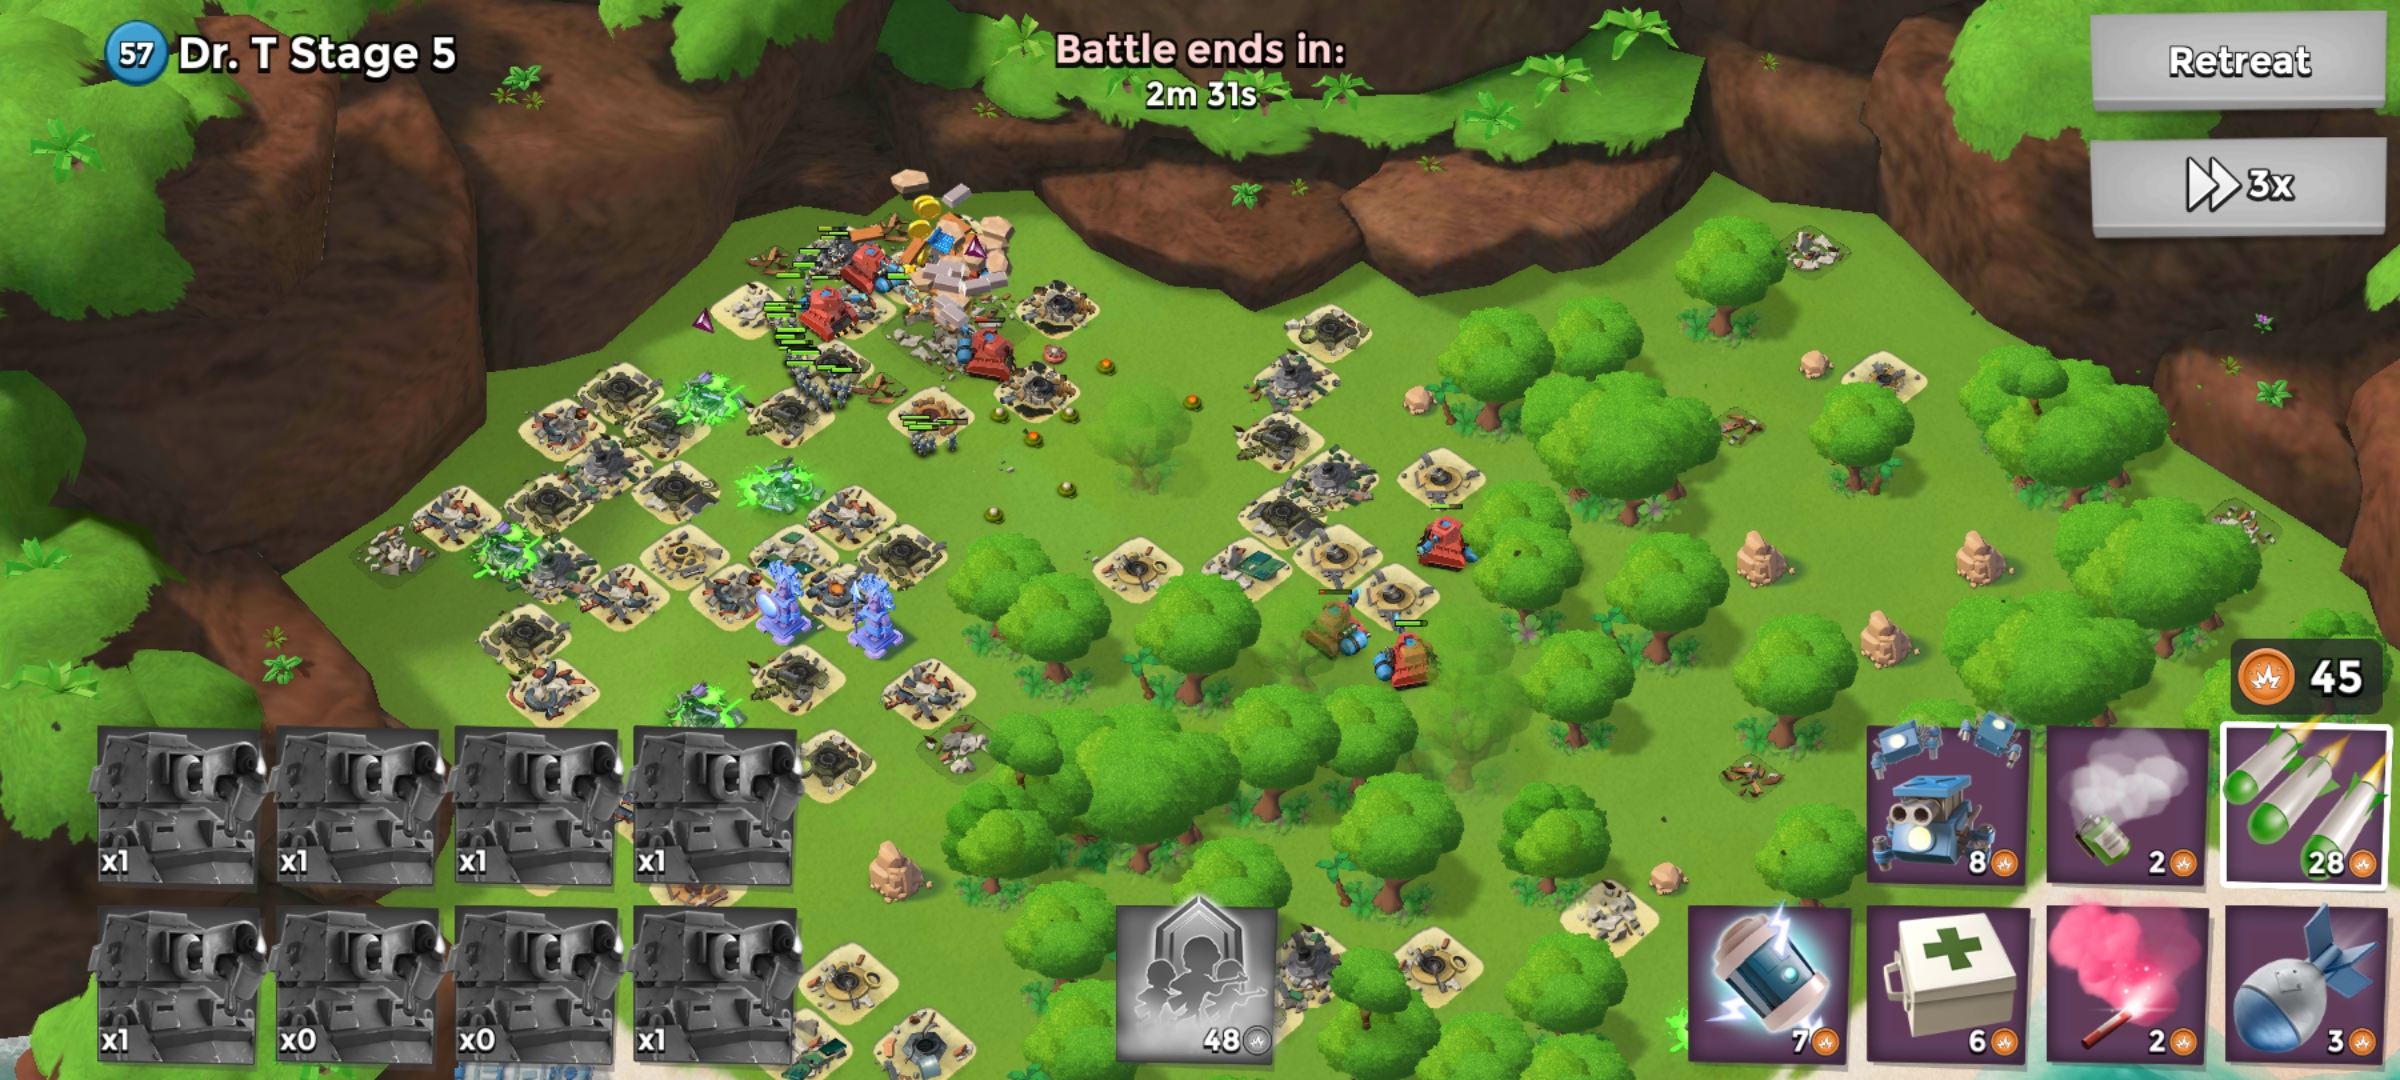 57 Dr. T Stage 5
Battle ends in:
2m 31s
Retreat
3x
45
x1
x1
x1
x1
8
2
28
x1
x0
x0
x1
48
7
6
2
3